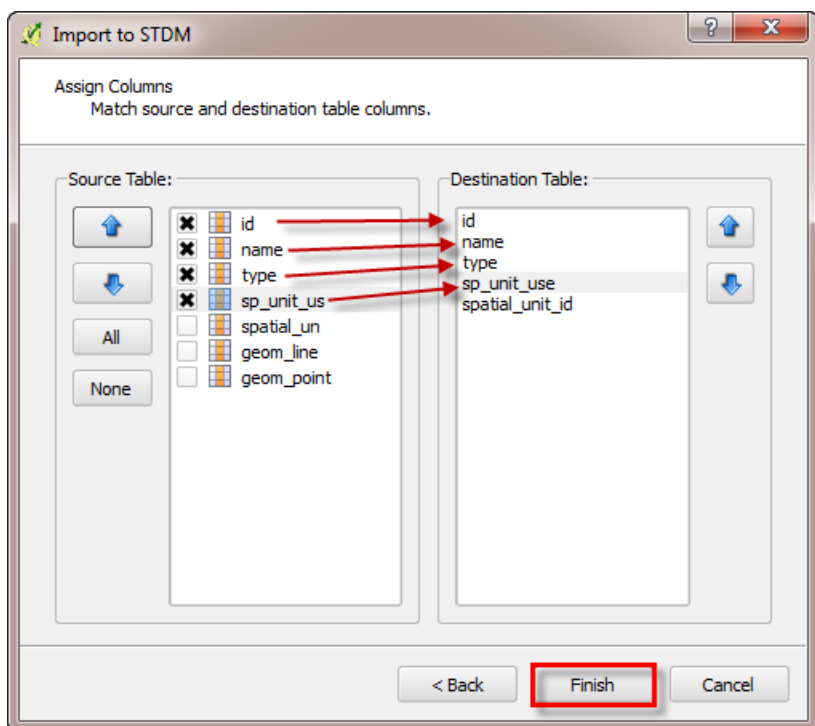 Import to STDM
?
X
Assign Columns
Match source and destination table columns.
Source Table:
Destination Table:
All
None
id
name
type
sp_unit_us
spatial_un
geom_line
geom_point
id
name
type
sp_unit_use
spatial_unit_id
< Back
Finish
Cancel